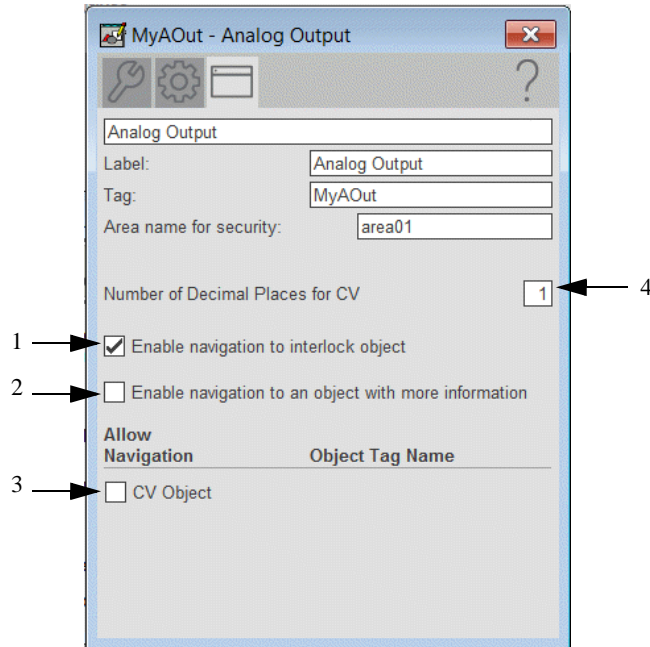 MyAOut - Analog Output
?
Analog Output
Label: Analog Output
Tag: MyAOut
Area name for security: area01
Number of Decimal Places for CV 1 4
1 Enable navigation to interlock object
2 Enable navigation to an object with more information
Allow
Navigation Object Tag Name
3 CV Object